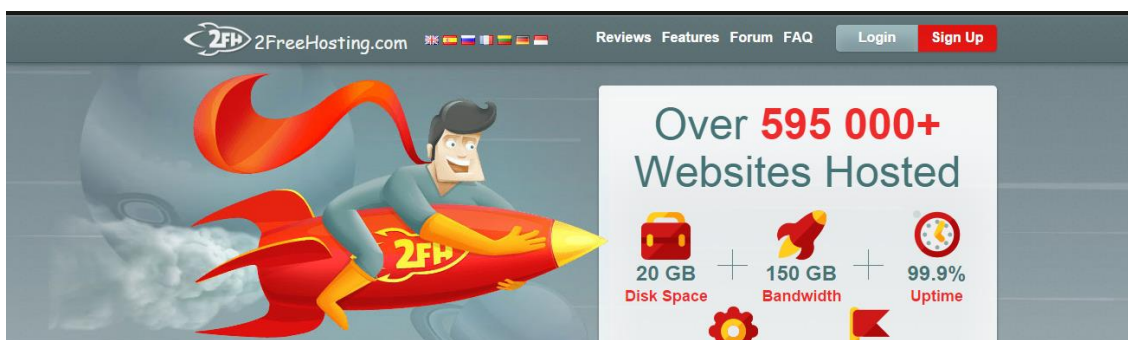 2FH 2FreeHosting.com
Reviews Features Forum FAQ Login Sign Up
Over 595 000+
Websites Hosted
2FH
20 GB 150 GB 99.9%
Disk Space Bandwidth Uptime